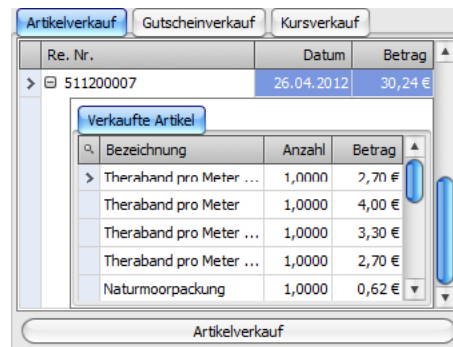 Artikelverkauf Gutscheinverkauf Kursverkauf
Re. Nr. Datum Betrag
511200007 26.04.2012 30,24 €
Verkaufte Artikel
Bezeichnung Anzahl Betrag
Theraband pro Meter ... 1,0000 2,70 €
Theraband pro Meter 1,0000 4,00 €
Theraband pro Meter ... 1,0000 3,30 €
Theraband pro Meter ... 1,0000 2,70 €
Naturmoorpackung 1,0000 0,62 €
Artikelverkauf